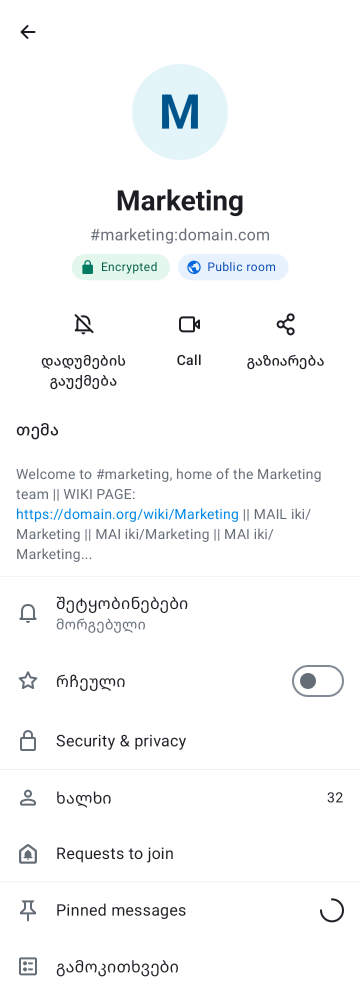 M
Marketing
#marketing:domain.com
Encrypted
Public room
დადუმების
გაუქმება
Call
გაზიარება
თემა
Welcome to #marketing, home of the Marketing
team || WIKI PAGE:
https://domain.org/wiki/Marketing || MAIL iki/
Marketing || MAI iki/Marketing || MAI iki/
Marketing...
შეტყობინებები
მორგებული
რჩეული
Security & privacy
ხალხი
32
Requests to join
Pinned messages
გამოკითხვები